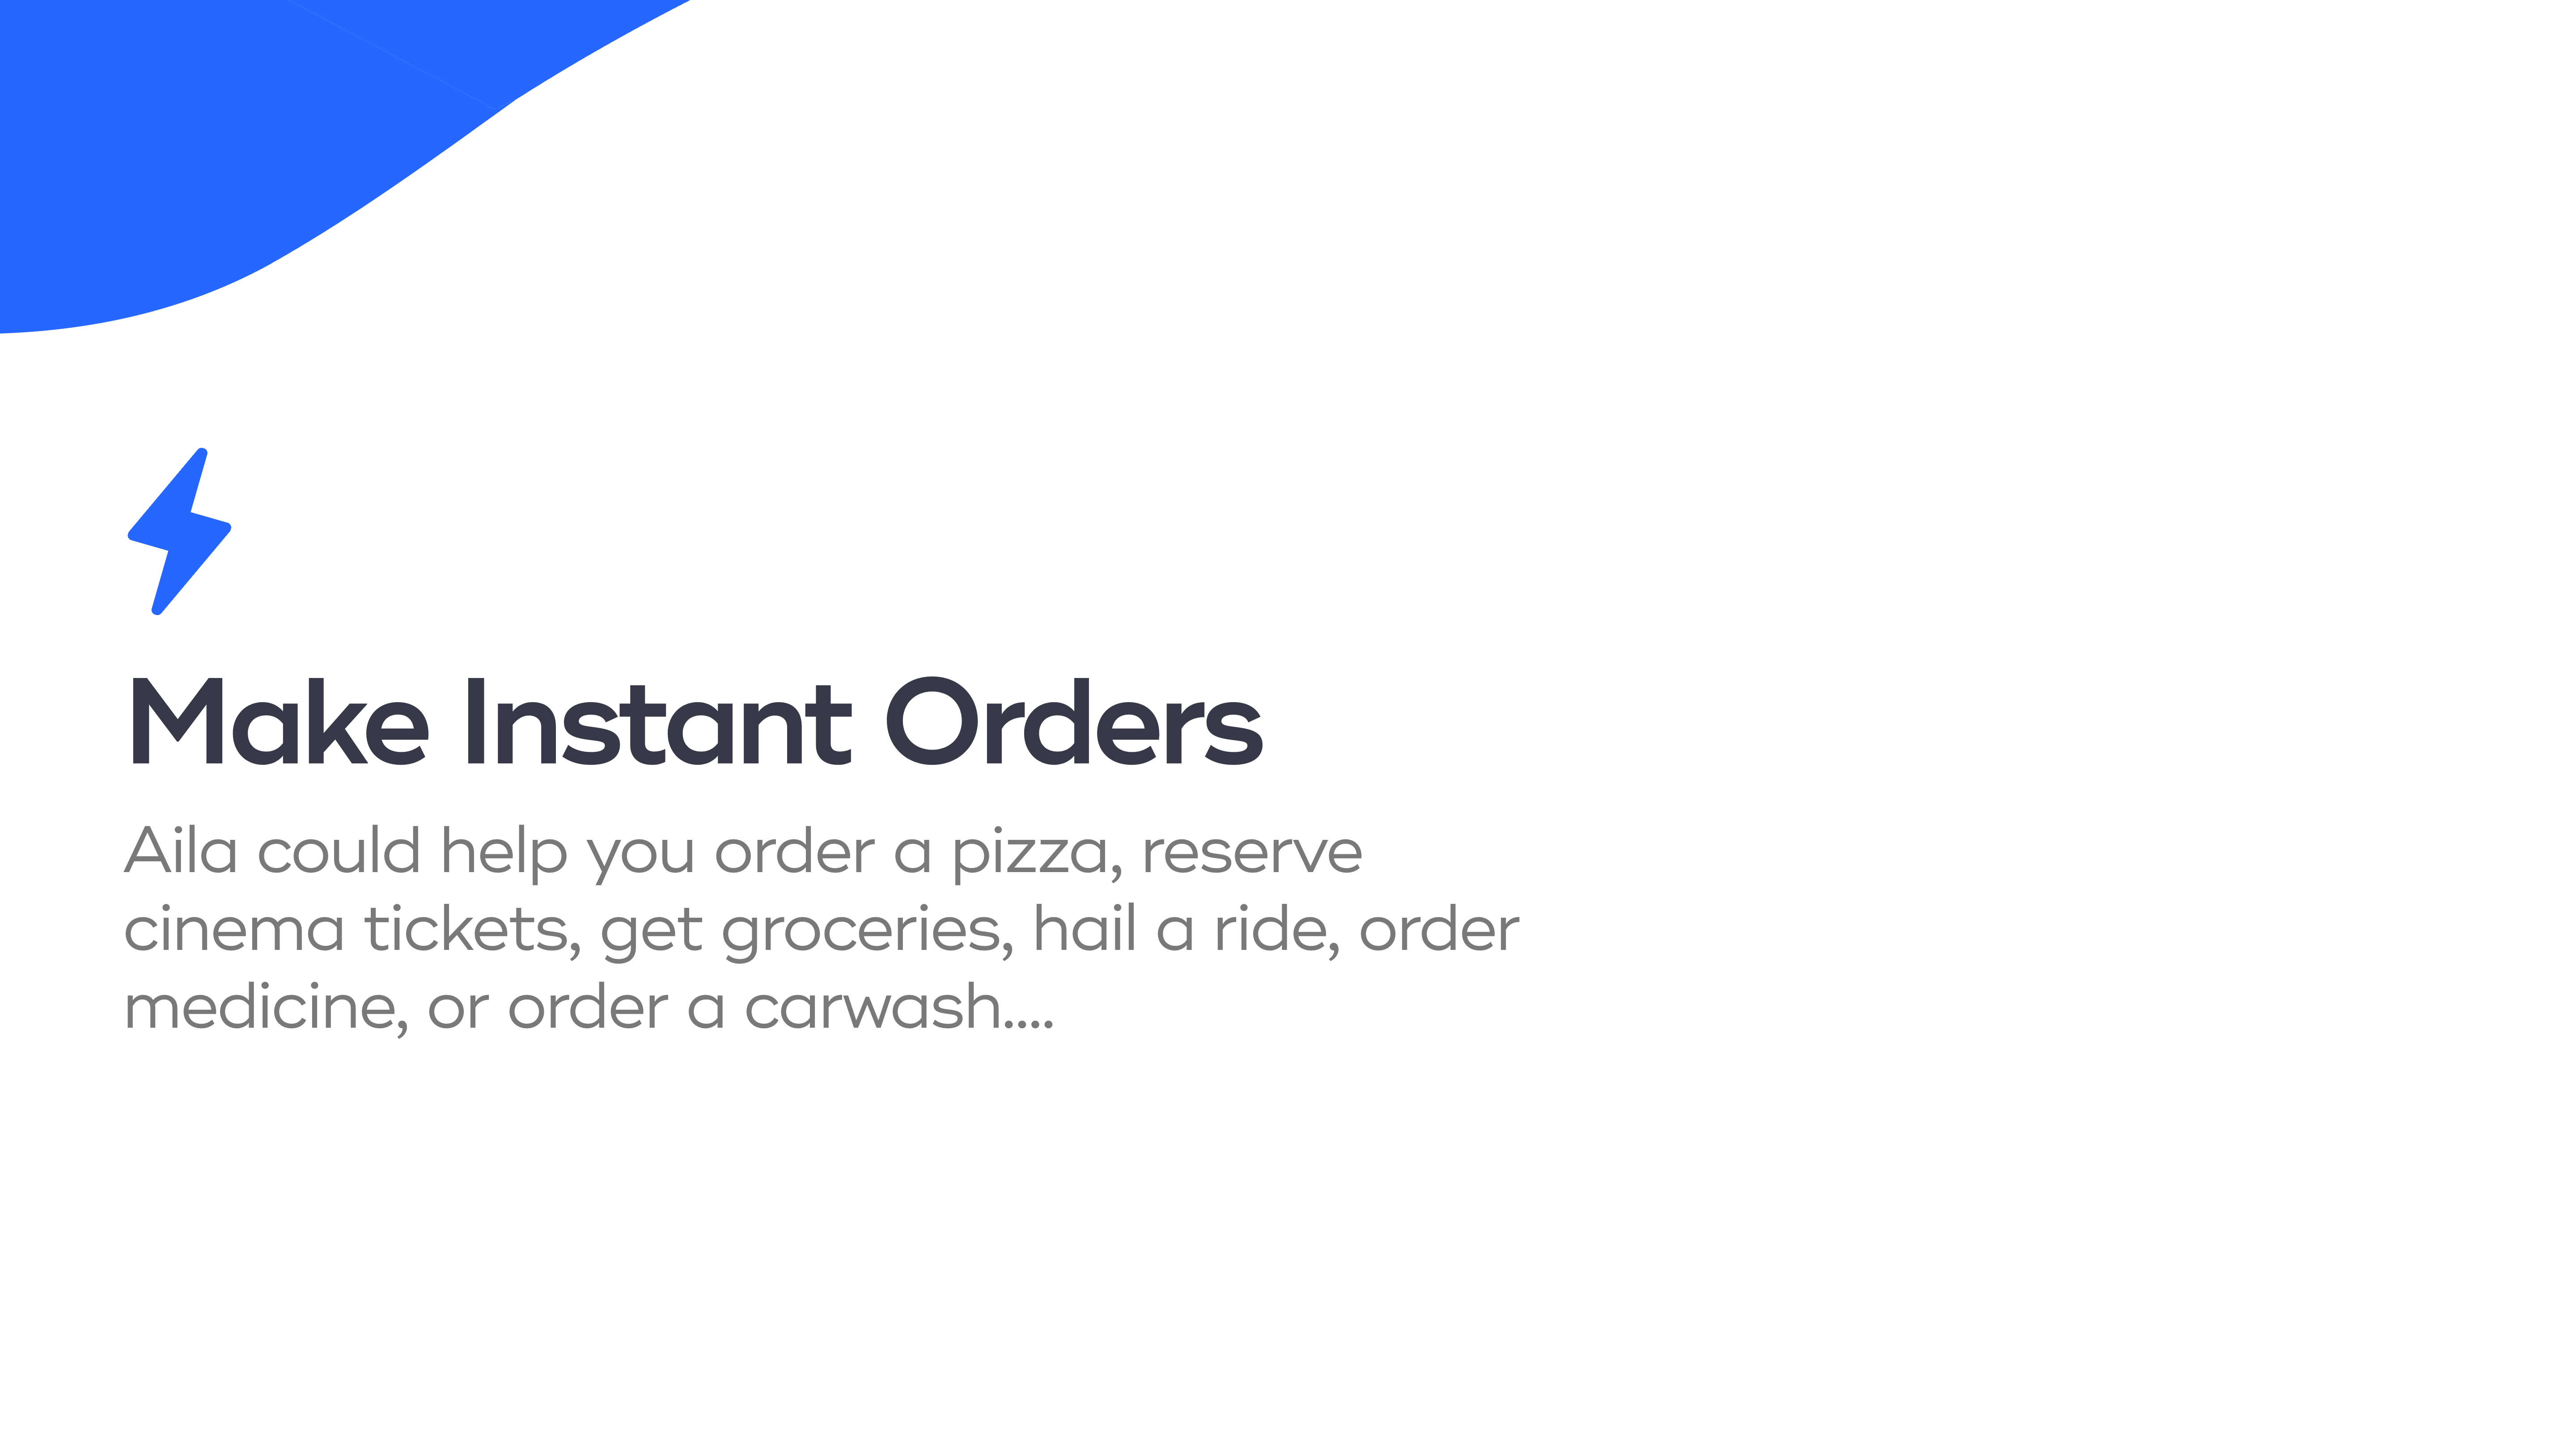 Make Instant Orders
Aila could help you order a pizza, reserve
cinema tickets, get groceries, hail a ride, order
medicine, or order a carwash....